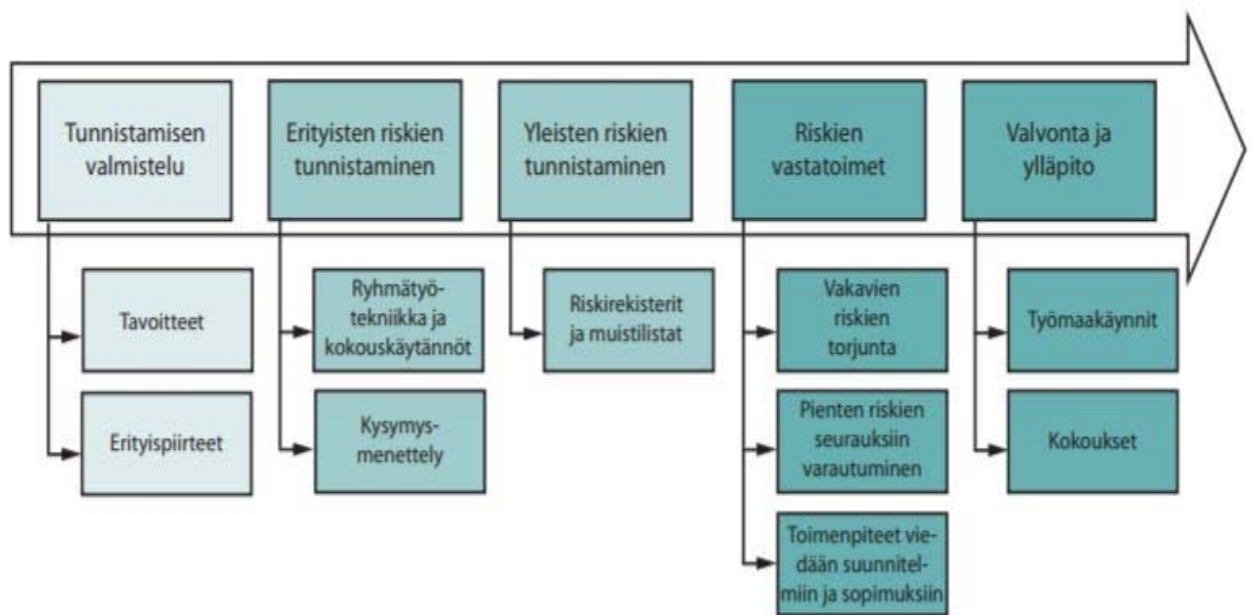 Tunnistamisen
valmistelu
Erityisten riskien
tunnistaminen
Yleisten riskien
tunnistaminen
Riskien
vastatoimet
Valvonta ja
ylläpito
Tavoitteet
Erityispiirteet
Ryhmätyö-
tekniikka ja
kokouskäytännöt
Kysymys-
menettely
Riskirekisterit
ja muistilistat
Vakavien
riskien
torjunta
Pienten riskien
seurauksiin
varautuminen
Toimenpiteet vie-
dään suunnitel-
miin ja sopimuksiin
Työmaakäynnit
Kokoukset